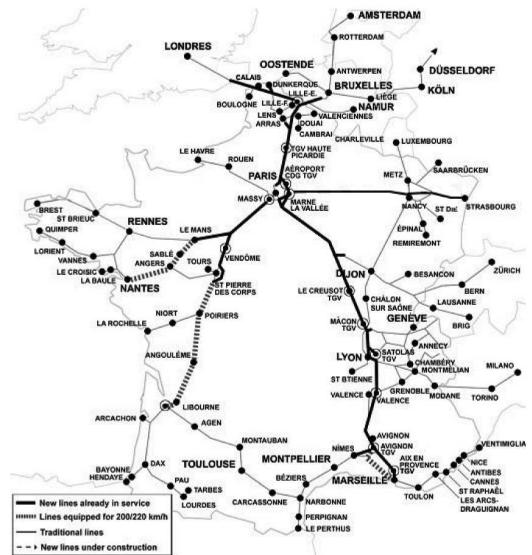 AMSTERDAM
ROTTERDAM
LONDRES
OOSTENDE
ANTWERPEN
DÜSSELDORF
CALAIS
DUNKERQUE
BRUXELLES
LILLE-E.
KÖLN
BOULOGNE
LILLE-F.
LIÈGE
NAMUR
LENS
VALENCIENNES
ARRAS
DOUAI
CAMBRAI
CHARLEVILLE
LUXEMBOURG
TGV HAUTE
PICARDIE
LE HAVRE
ROUEN
SAARBRÜCKEN
AÉROPORT
CDG TGV
METZ
PARIS
MASSY
MARNE
LA VALLÉE
NANCY
STRASBOURG
ST DIÉ
BREST
ST BRIEUC
RENNES
ÉPINAL
QUIMPER
LE MANS
REMIREMONT
LORIENT
SABLÉ
VENDÔME
VANNES
ANGERS
TOURS
DIJON
BESANCON
ZÜRICH
LE CROISIC
ST PIERRE
DES CORPS
LA BAULE
NANTES
LE CREUSOT
TGV
BERN
CHÂLON
SUR SAÔNE
LAUSANNE
NIORT
POIRIERS
GENÈVE
LA ROCHELLE
MÂCON
TGV
BRIG
ANNECY
ANGOULÉME
LYON
SATOLAS
TGV
CHAMBÉRY
MONTMÉLIAN
MILANO
ST BTIENNE
GRENOBLE
VALENCE
VALENCE
MODANE
TORINO
LIBOURNE
ARCACHON
AGEN
AVIGNON
MONTAUBAN
NÎMES
AVIGNON
TGV
VENTIMIGLIA
DAX
MONTPELLIER
AIX EN
PROVENCE
TGV
NICE
BAYONNE
TOULOUSE
MARSEILLE
ANTIBES
HENDAYE
PAU
BÉZIERS
CANNES
TARBES
TOULON
ST RAPHAËL
LOURDES
CARCASSONNE
NARBONNE
LES ARCS-
DRAGUIGNAN
PERPIGNAN
LE PERTHUS
New lines already in service
Lines equipped for 200/220 km/h
Traditional lines
New lines under construction